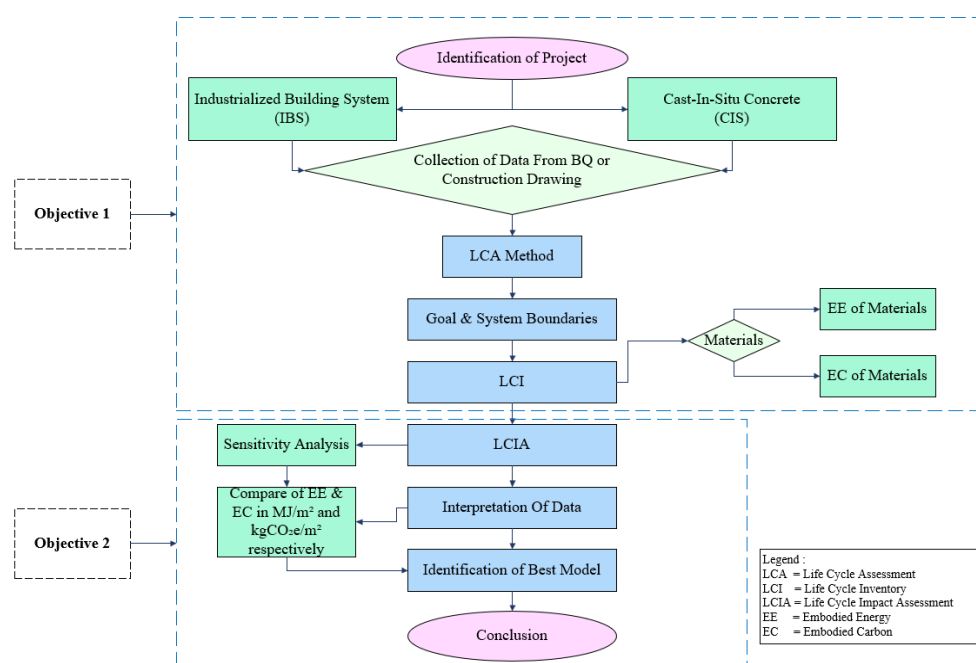 Identification of Project
Industrialized Building System
(IBS)
Cast-In-Situ Concrete
(CIS)
Collection of Data From BQ or
Construction Drawing
Objective 1
LCA Method
Goal & System Boundaries
Materials
EE of Materials
EC of Materials
LCI
Sensitivity Analysis
LCIA
Compare of EE &
EC in MJ/m² and
kgCO₂e/m²
respectively
Interpretation Of Data
Objective 2
Identification of Best Model
Conclusion
Legend :
LCA = Life Cycle Assessment
LCI = Life Cycle Inventory
LCIA = Life Cycle Impact Assessment
EE = Embodied Energy
EC = Embodied Carbon